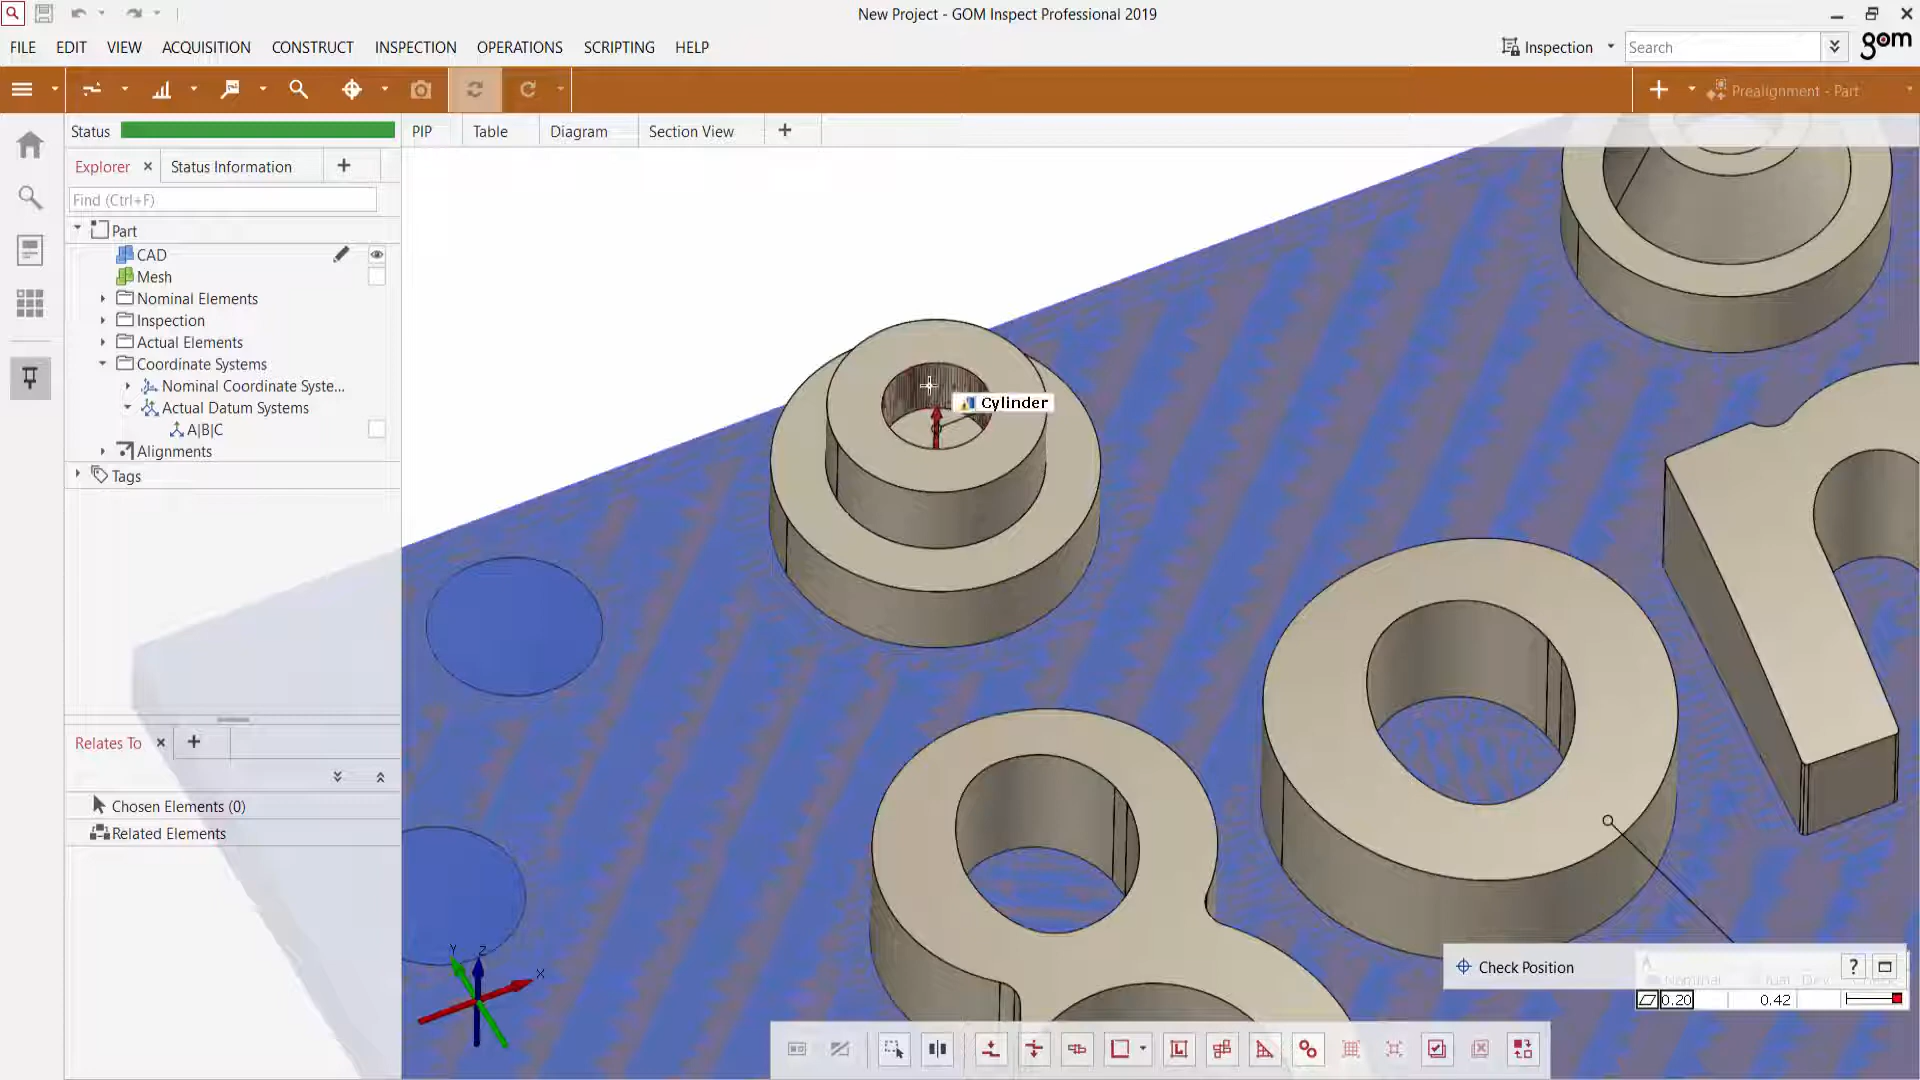 New Project - GOM Inspect Professional 2019
FILE EDIT VIEW ACQUISITION CONSTRUCT INSPECTION OPERATIONS SCRIPTING HELP
Inspection
Search
gom
Prealignment - Part
Status
PIP Table Diagram Section View
Explorer Status Information
Find (Ctrl+F)
Part
CAD
Mesh
Nominal Elements
Inspection
Actual Elements
Coordinate Systems
Nominal Coordinate Syste...
Actual Datum Systems
A|B|C
Alignments
Tags
Cylinder
Relates To
Chosen Elements (0)
Related Elements
Y Z X
Check Position
Nominal
Dev.
0.20 0.42